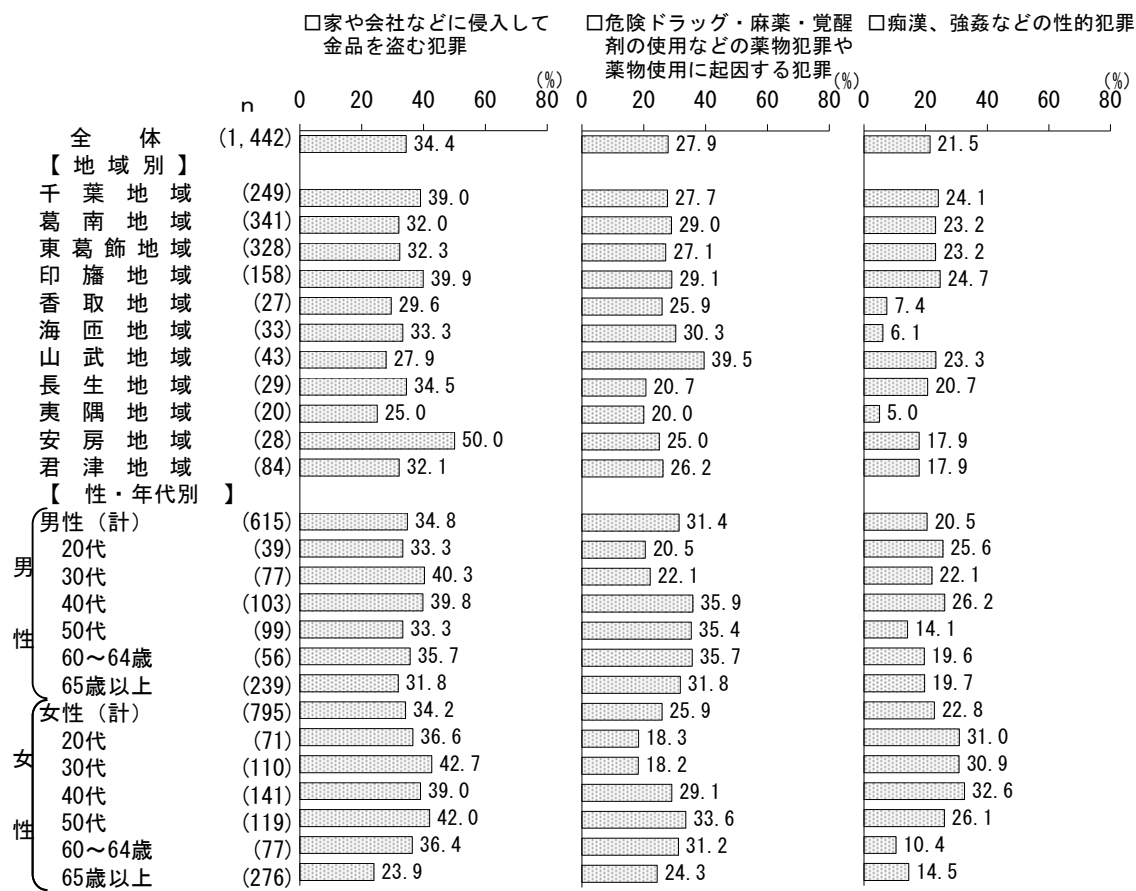 □家や会社などに侵入して
金品を盗む犯罪
□危険ドラッグ・麻薬・覚醒
剤の使用などの薬物犯罪や
薬物使用に起因する犯罪
□痴漢、強姦などの性的犯罪
(%) (%) (%)
n 0 20 40 60 80 0 20 40 60 80 0 20 40 60 80
全体 (1,442) 34.4 27.9 21.5
【地域別】
千葉地域 (249) 39.0 27.7 24.1
葛南地域 (341) 32.0 29.0 23.2
東葛飾地域 (328) 32.3 27.1 23.2
印旛地域 (158) 39.9 29.1 24.7
香取地域 (27) 29.6 25.9 7.4
海匝地域 (33) 33.3 30.3 6.1
山武地域 (43) 27.9 39.5 23.3
長生地域 (29) 34.5 20.7 20.7
夷隅地域 (20) 25.0 20.0 5.0
安房地域 (28) 50.0 25.0 17.9
君津地域 (84) 32.1 26.2 17.9
【性・年代別】
男性
男性（計） (615) 34.8 31.4 20.5
20代 (39) 33.3 20.5 25.6
30代 (77) 40.3 22.1 22.1
40代 (103) 39.8 35.9 26.2
50代 (99) 33.3 35.4 14.1
60～64歳 (56) 35.7 35.7 19.6
65歳以上 (239) 31.8 31.8 19.7
女性
女性（計） (795) 34.2 25.9 22.8
20代 (71) 36.6 18.3 31.0
30代 (110) 42.7 18.2 30.9
40代 (141) 39.0 29.1 32.6
50代 (119) 42.0 33.6 26.1
60～64歳 (77) 36.4 31.2 10.4
65歳以上 (276) 23.9 24.3 14.5